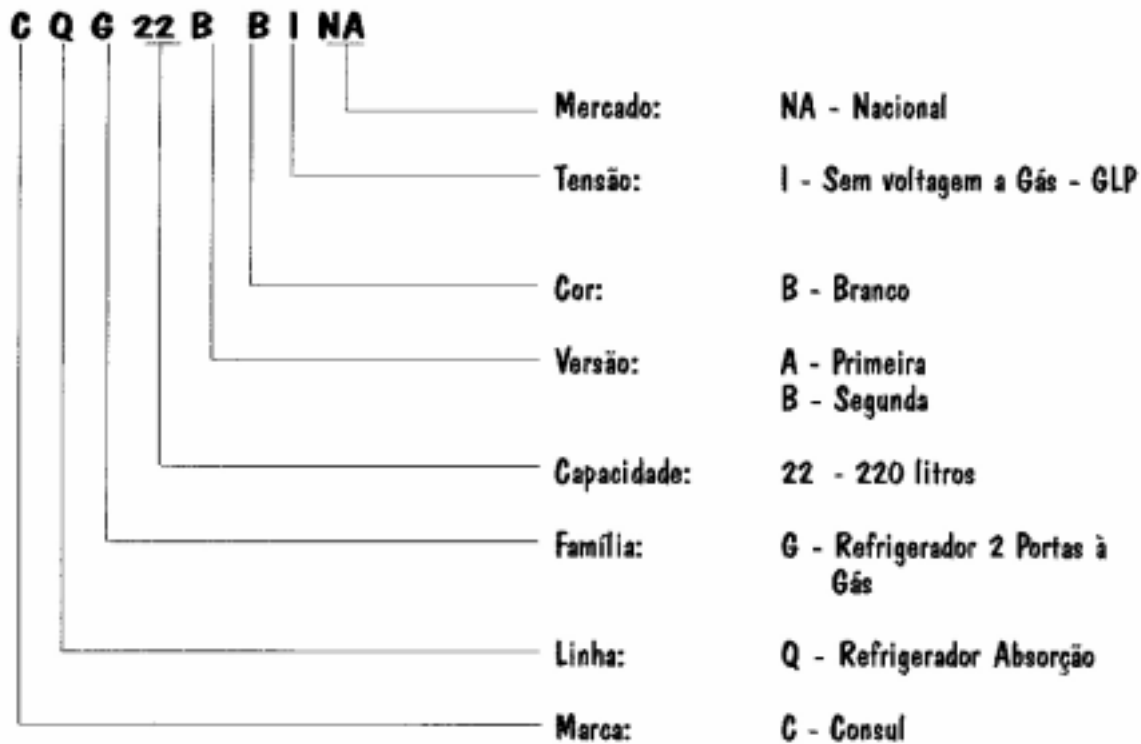 C Q G 22 B B I NA
Mercado: NA - Nacional
Tensão: I - Sem voltagem a Gás - GLP
Cor: B - Branco
Versão: A - Primeira
B - Segunda
Capacidade: 22 - 220 litros
Família: G - Refrigerador 2 Portas à
Gás
Linha: Q - Refrigerador Absorção
Marca: C - Consul